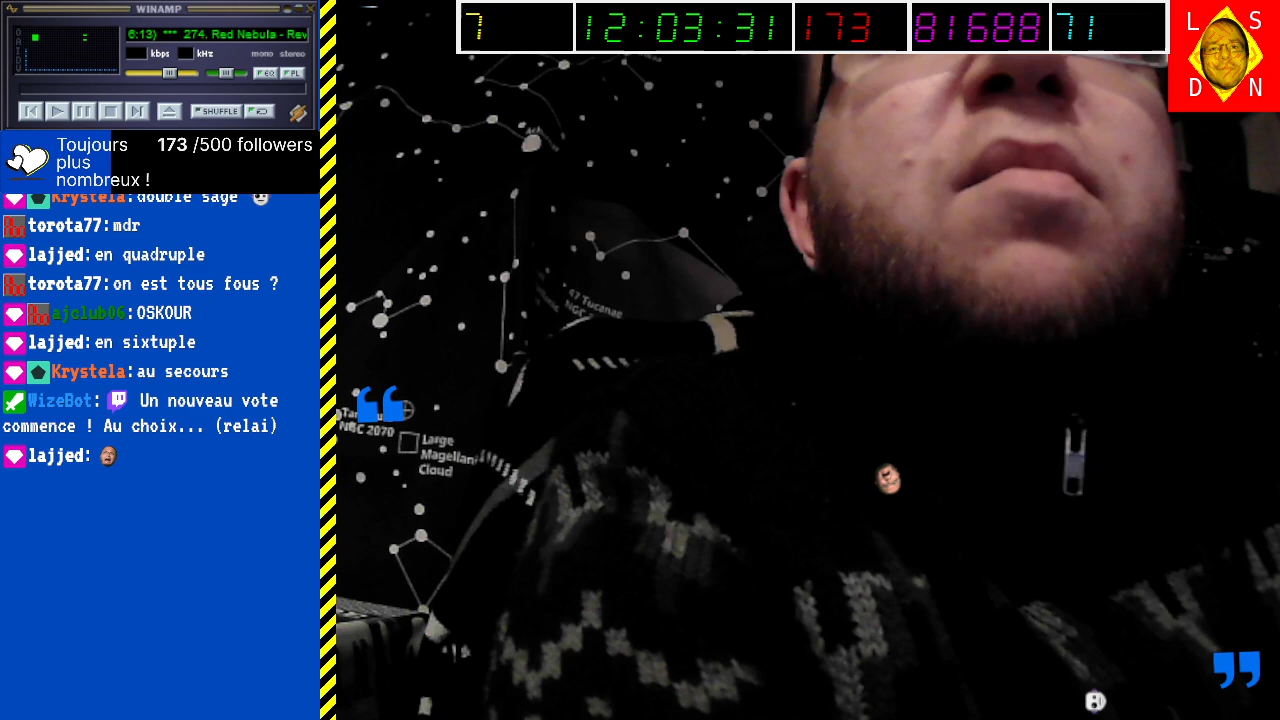 WINAMP
6:13) *** 274. Red Nebula - Rev
kbps kHz mono stereo
EQ PL
SHUFFLE
7 12:03:31 173 81688 71
L S
D N
Toujours plus nombreux !
173 /500 followers
Krystela: double sage
torota77: mdr
lajjed: en quadruple
torota77: on est tous fous ?
ajclub06: OSKOUR
lajjed: en sixtuple
Krystela: au secours
WizeBot: Un nouveau vote
commence ! Au choix... (relai)
lajjed:
47 Tucanae
NGC
NGC 2070
Large
Magellanic
Cloud
“
”